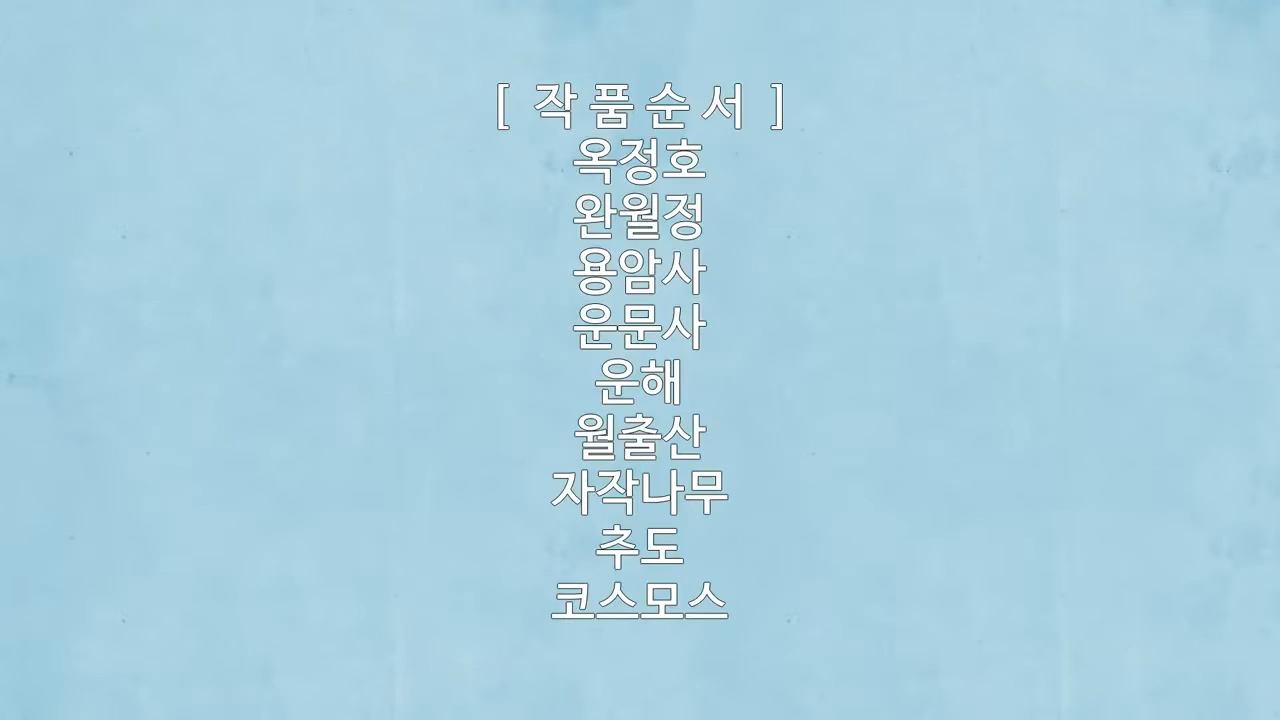 [ 작 품 순 서 ]
옥정호
완월정
용암사
운문사
운해
월출산
자작나무
추도
코스모스